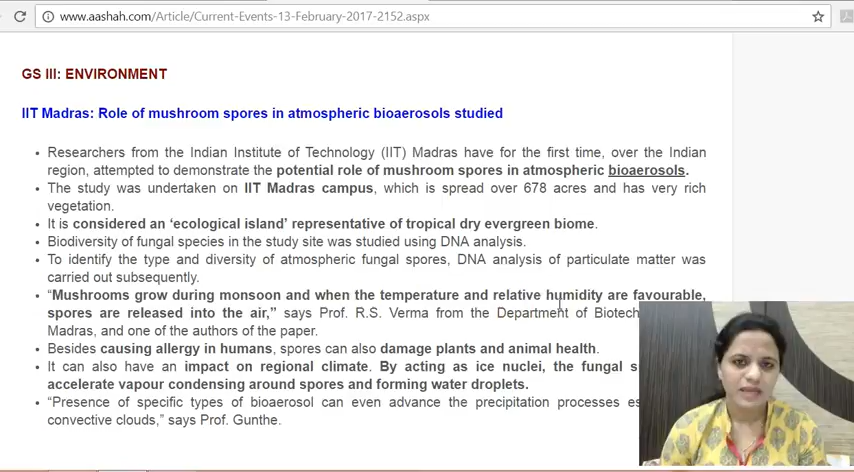 www.aashah.com/Article/Current-Events-13-February-2017-2152.aspx
GS III: ENVIRONMENT
IIT Madras: Role of mushroom spores in atmospheric bioaerosols studied
• Researchers from the Indian Institute of Technology (IIT) Madras have for the first time, over the Indian
region, attempted to demonstrate the potential role of mushroom spores in atmospheric bioaerosols.
• The study was undertaken on IIT Madras campus, which is spread over 678 acres and has very rich
vegetation.
• It is considered an ‘ecological island’ representative of tropical dry evergreen biome.
• Biodiversity of fungal species in the study site was studied using DNA analysis.
• To identify the type and diversity of atmospheric fungal spores, DNA analysis of particulate matter was
carried out subsequently.
• “Mushrooms grow during monsoon and when the temperature and relative humidity are favourable,
spores are released into the air,” says Prof. R.S. Verma from the Department of Biotech
Madras, and one of the authors of the paper.
• Besides causing allergy in humans, spores can also damage plants and animal health.
• It can also have an impact on regional climate. By acting as ice nuclei, the fungal s
accelerate vapour condensing around spores and forming water droplets.
• “Presence of specific types of bioaerosol can even advance the precipitation processes es
convective clouds,” says Prof. Gunthe.